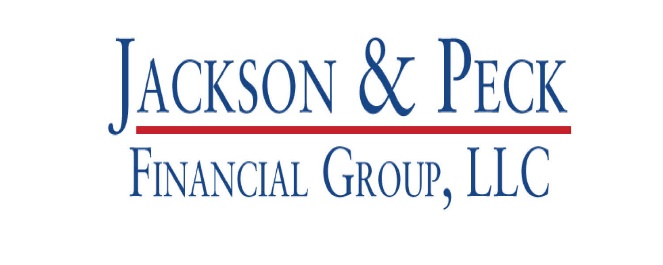 JACKSON & PECK
FINANCIAL GROUP, LLC